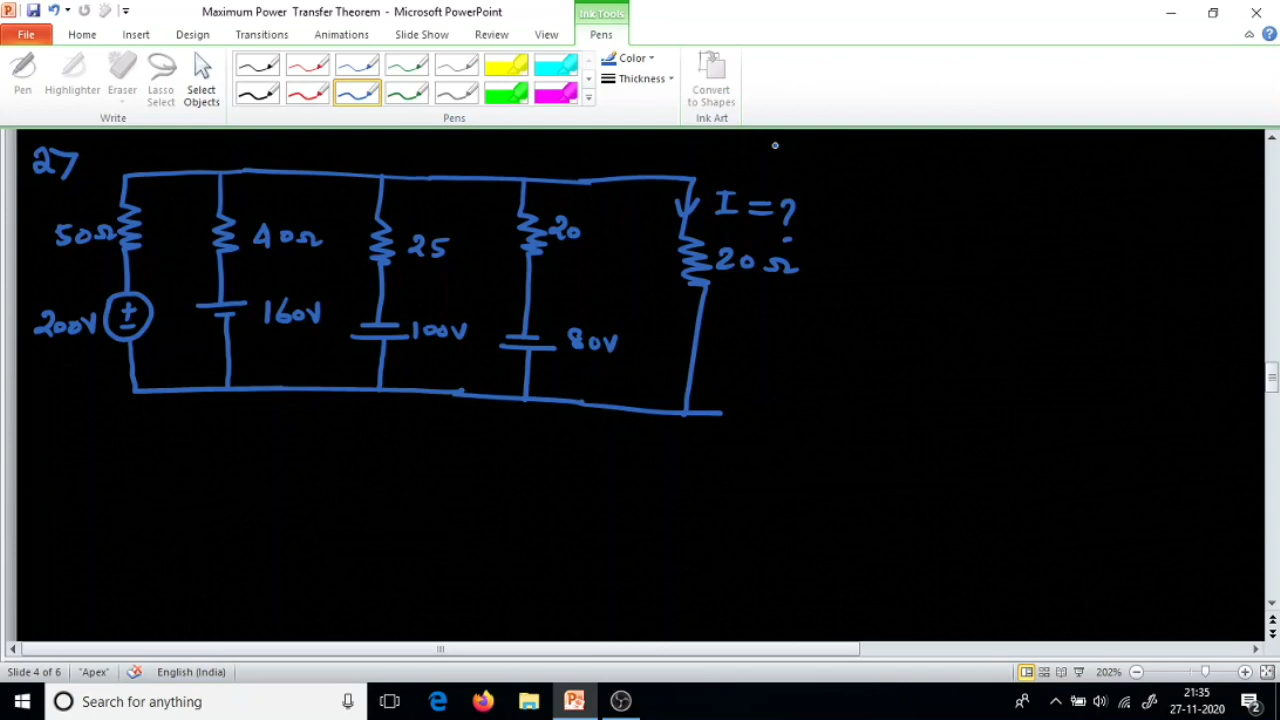 Maximum Power Transfer Theorem - Microsoft PowerPoint
Ink Tools
File Home Insert Design Transitions Animations Slide Show Review View Pens
Pen Highlighter Eraser Lasso Select Select Objects
Color
Thickness
Convert to Shapes
Write Pens Ink Art
27
I = ?
50Ω 40Ω 25 20 20Ω
200V + - 160V 100V 80V
Slide 4 of 6 "Apex" English (India) 202%
Search for anything
21:35
27-11-2020
2